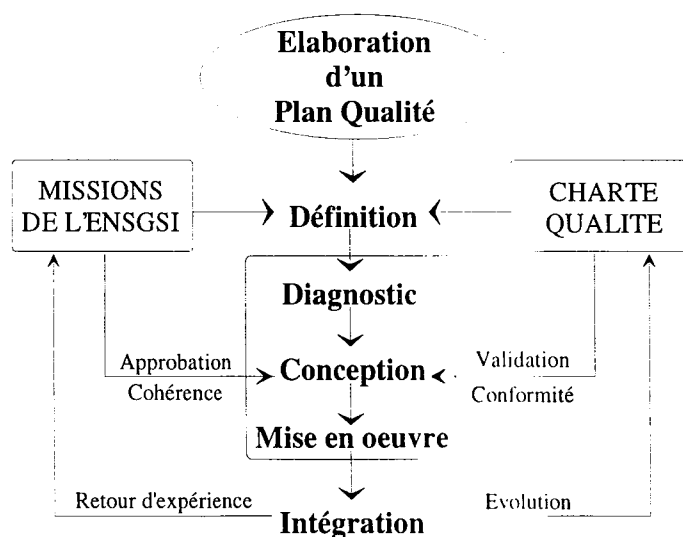 Elaboration
d'un
Plan Qualité
MISSIONS
DE L'ENSGSI
Définition
CHARTE
QUALITE
Diagnostic
Approbation
Cohérence
Conception
Validation
Conformité
Mise en oeuvre
Retour d'expérience
Intégration
Evolution